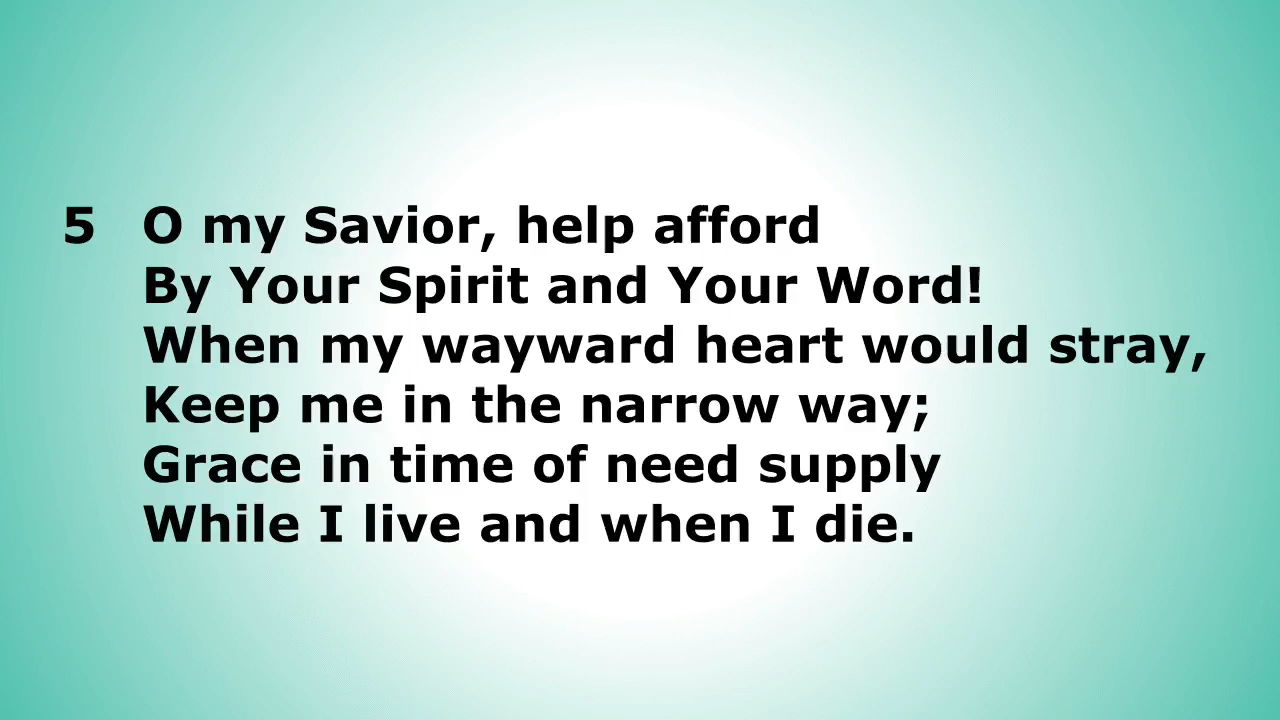 5 O my Savior, help afford
By Your Spirit and Your Word!
When my wayward heart would stray,
Keep me in the narrow way;
Grace in time of need supply
While I live and when I die.